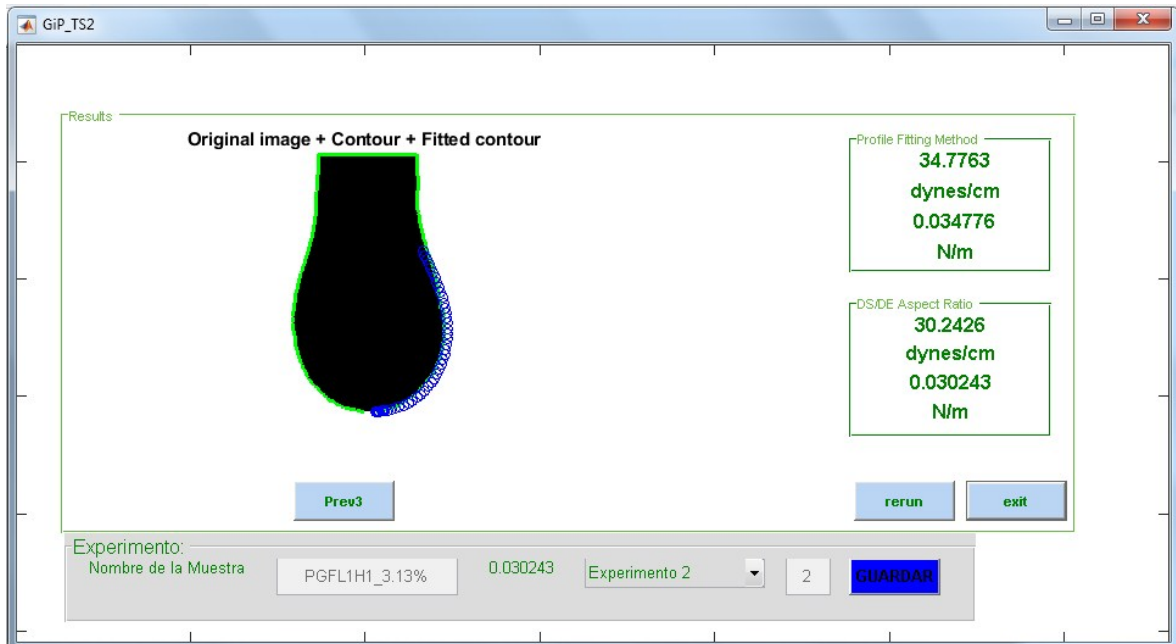 GiP_TS2
Results
Original image + Contour + Fitted contour
Profile Fitting Method
34.7763
dynes/cm
0.034776
N/m
DS/DE Aspect Ratio
30.2426
dynes/cm
0.030243
N/m
Prev3
rerun
exit
Experimento:
Nombre de la Muestra
PGFL1H1_3.13%
0.030243
Experimento 2
2
GUARDAR